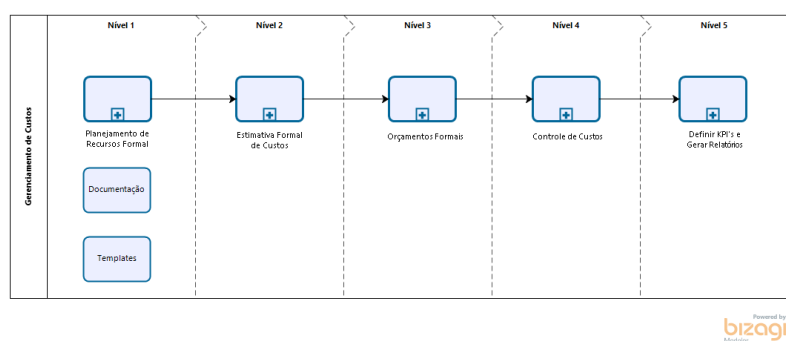 Nível 1
Nível 2
Nível 3
Nível 4
Nível 5
Gerenciamento de Custos
Planejamento de
Recursos Formal
Estimativa Formal
de Custos
Orçamentos Formais
Controle de Custos
Definir KPI's e
Gerar Relatórios
Documentação
Templates
Powered by
bizagi
Modeler